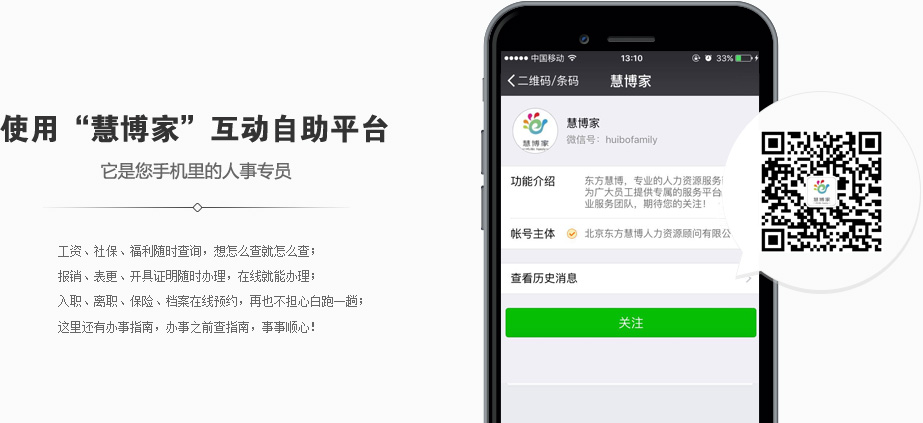 使用“慧博家”互动自助平台
它是您手机里的人事专员
工资、社保、福利随时查询，想怎么查就怎么查；
报销、表更、开具证明随时办理，在线就能办理；
入职、离职、保险、档案在线预约，再也不担心白跑一趟；
这里还有办事指南，办事之前查指南，事事顺心！
中国移动 13:10 33%
二维码/条码 慧博家
慧博家
慧博家
微信号：huibofamily
功能介绍 东方慧博，专业的人力资源服务
为广大员工提供专属的服务平台
业服务团队，期待您的关注！
帐号主体 北京东方慧博人力资源顾问有限公
查看历史消息
关注
慧博家